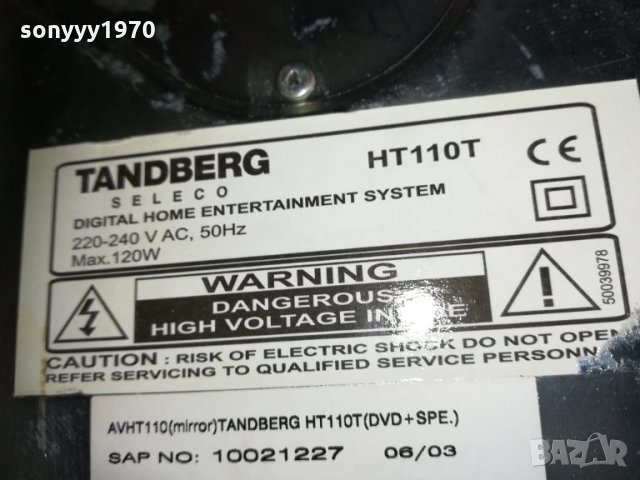 sonyyy1970
TANDBERG HT110T
SELECO
DIGITAL HOME ENTERTAINMENT SYSTEM
220-240 V AC, 50Hz
Max.120W
WARNING
DANGEROUS
HIGH VOLTAGE
50039978
CAUTION : RISK OF ELECTRIC SHOCK DO NOT OPEN
REFER SERVICING TO QUALIFIED SERVICE PERSONN
AVHT110(mirror)TANDBERG HT110T(DVD+SPE.)
SAP NO: 10021227 06/03
BAZAR